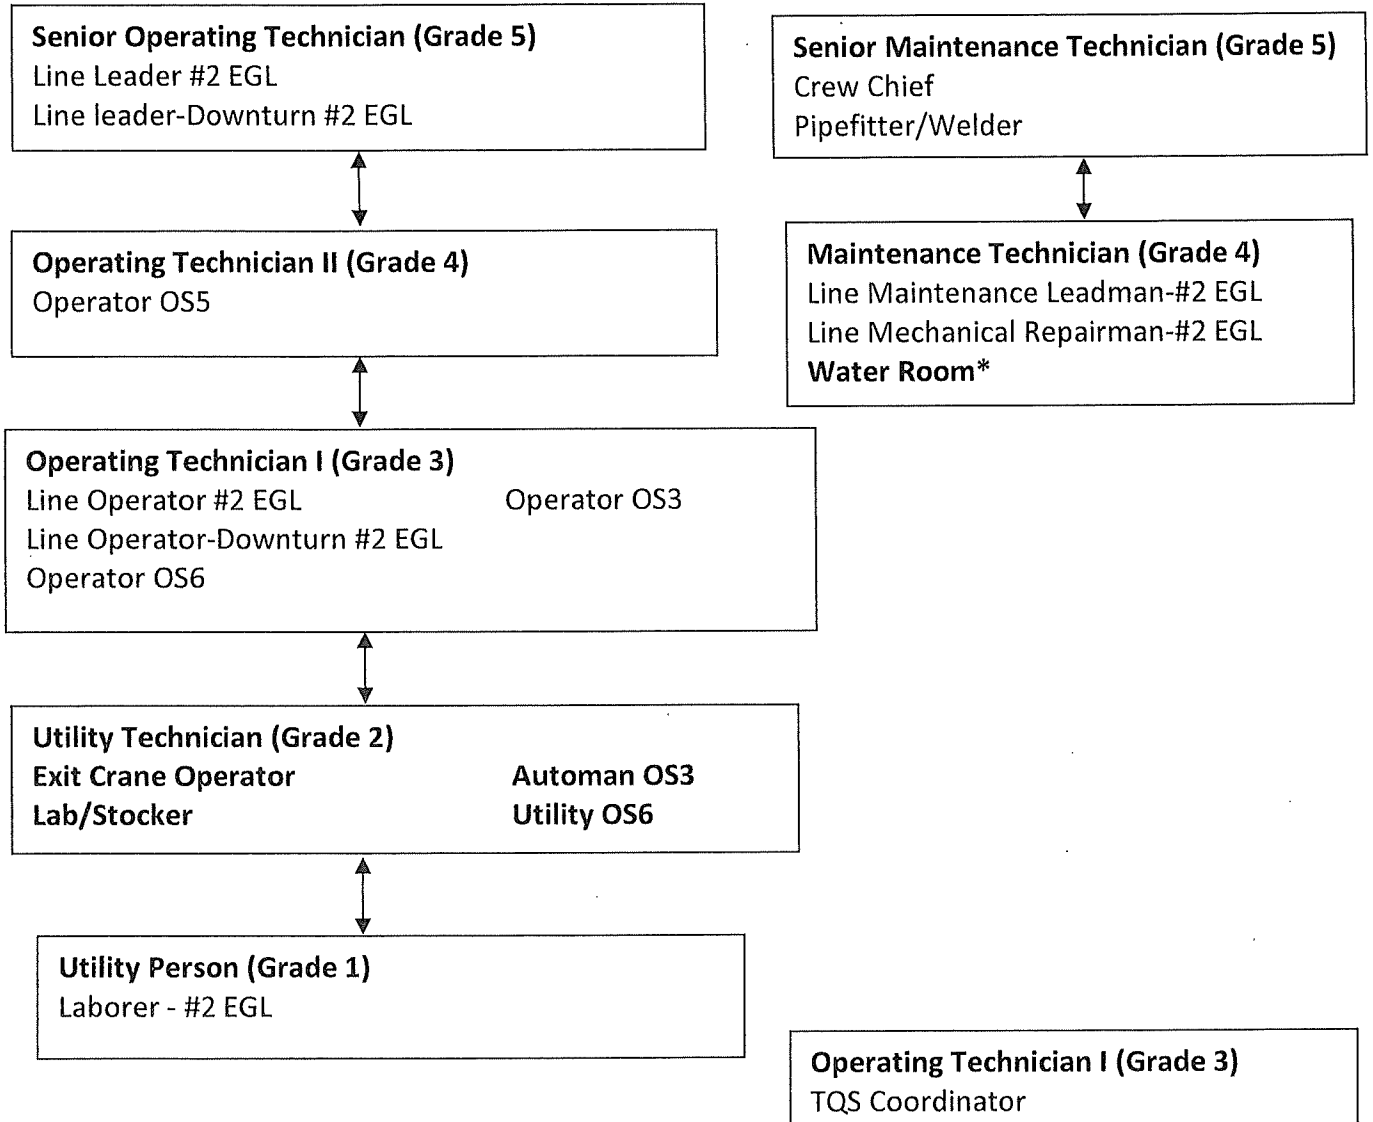 Senior Operating Technician (Grade 5)
Line Leader #2 EGL
Line leader-Downturn #2 EGL
Senior Maintenance Technician (Grade 5)
Crew Chief
Pipefitter/Welder
Operating Technician II (Grade 4)
Operator OS5
Maintenance Technician (Grade 4)
Line Maintenance Leadman-#2 EGL
Line Mechanical Repairman-#2 EGL
Water Room*
Operating Technician I (Grade 3)
Line Operator #2 EGL Operator OS3
Line Operator-Downturn #2 EGL
Operator OS6
Utility Technician (Grade 2)
Exit Crane Operator Automan OS3
Lab/Stocker Utility OS6
Utility Person (Grade 1)
Laborer - #2 EGL
Operating Technician I (Grade 3)
TQS Coordinator